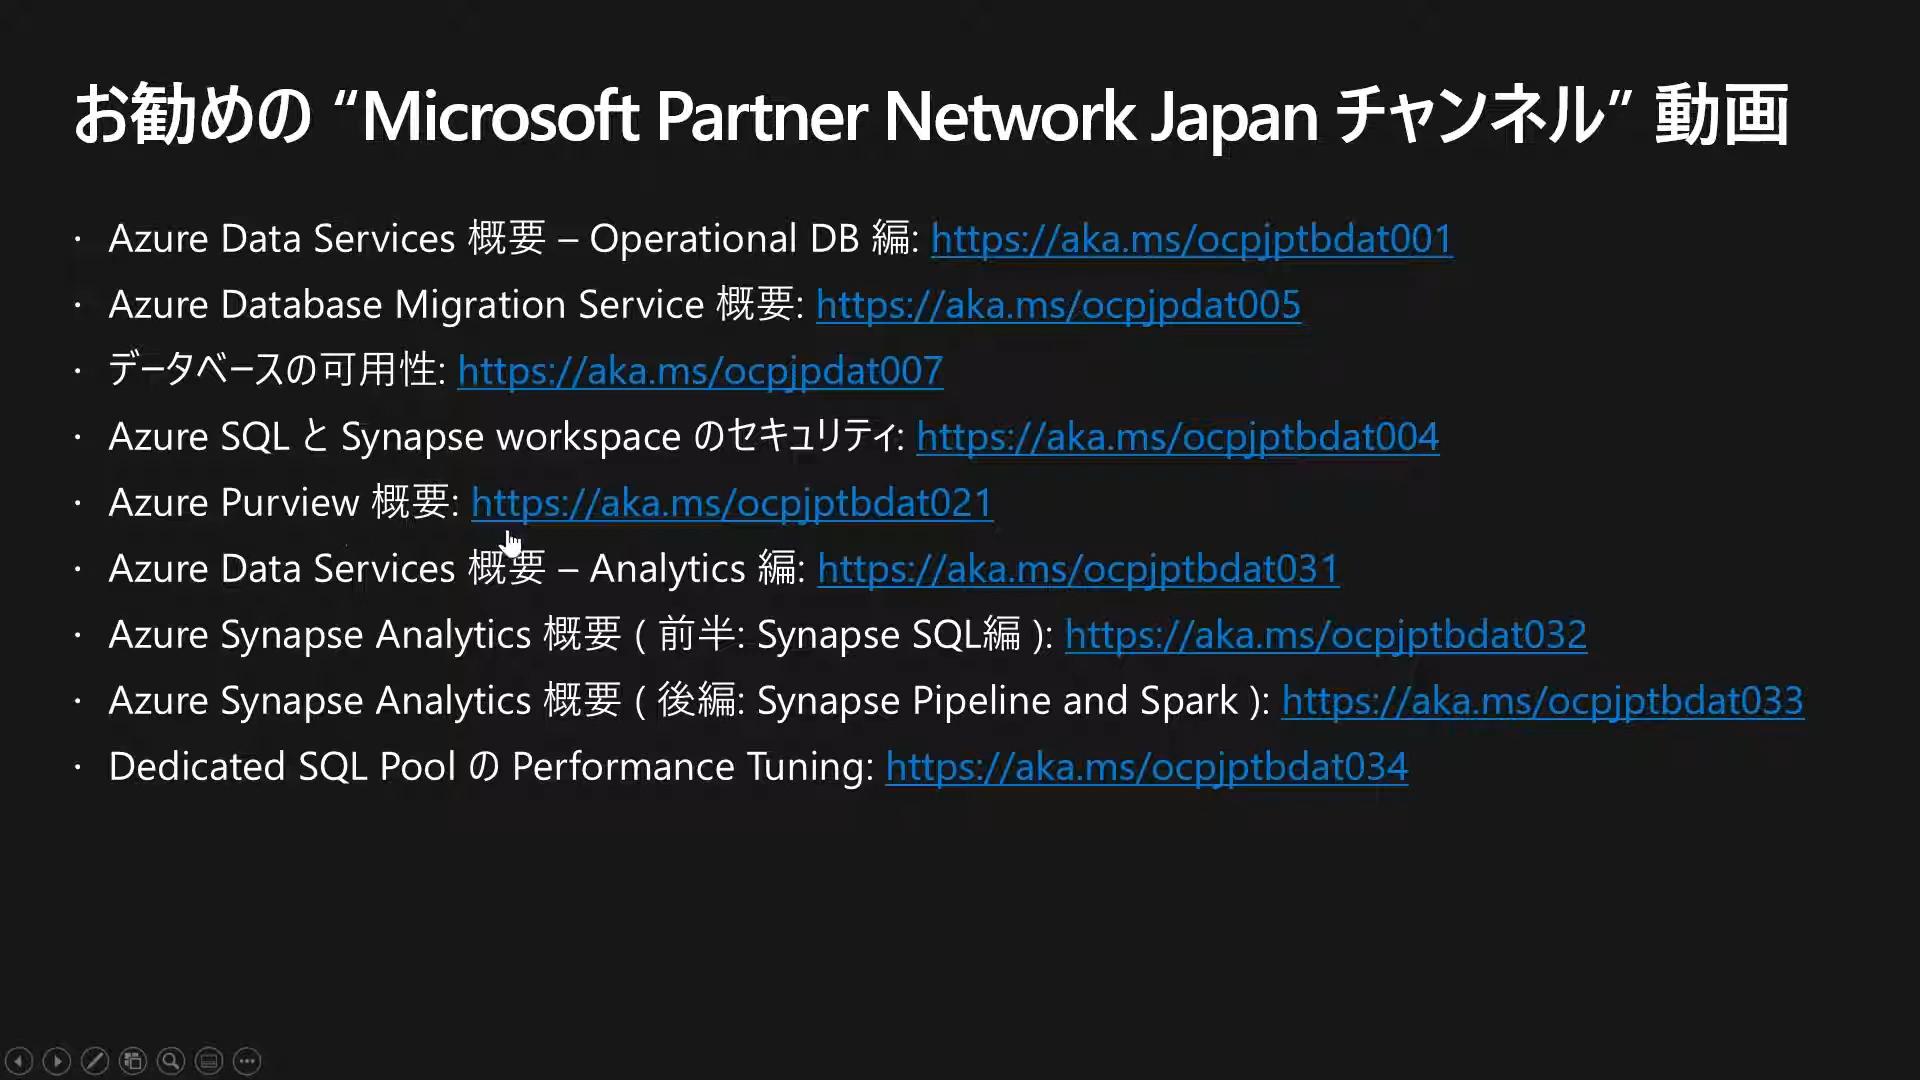 お勧めの “Microsoft Partner Network Japan チャンネル” 動画
· Azure Data Services 概要 – Operational DB 編: https://aka.ms/ocpjptbdat001
· Azure Database Migration Service 概要: https://aka.ms/ocpjpdat005
· データベースの可用性: https://aka.ms/ocpjpdat007
· Azure SQL と Synapse workspace のセキュリティ: https://aka.ms/ocpjptbdat004
· Azure Purview 概要: https://aka.ms/ocpjptbdat021
· Azure Data Services 概要 – Analytics 編: https://aka.ms/ocpjptbdat031
· Azure Synapse Analytics 概要 ( 前半: Synapse SQL編 ): https://aka.ms/ocpjptbdat032
· Azure Synapse Analytics 概要 ( 後編: Synapse Pipeline and Spark ): https://aka.ms/ocpjptbdat033
· Dedicated SQL Pool の Performance Tuning: https://aka.ms/ocpjptbdat034